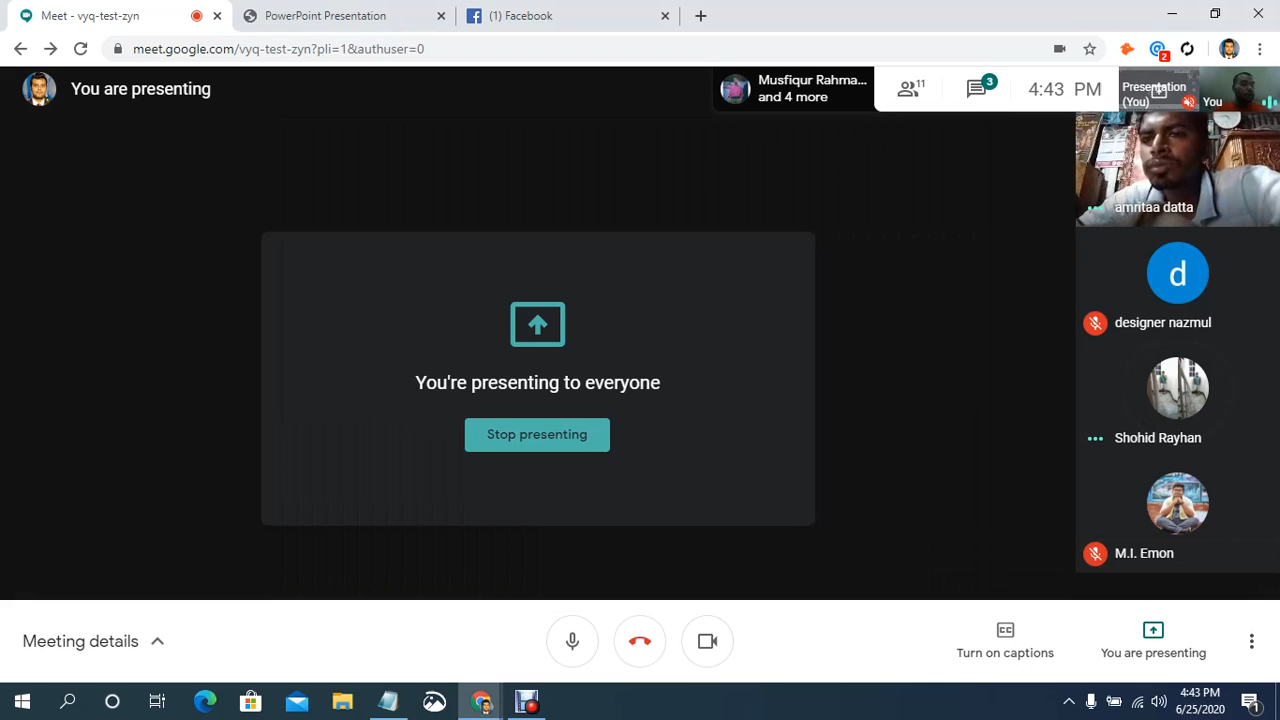 Meet - vyq-test-zyn
PowerPoint Presentation
(1) Facebook
meet.google.com/vyq-test-zyn?pli=1&authuser=0
2
You are presenting
Musfiqur Rahma...
and 4 more
11
3
4:43 PM
Presentation
(You)
You
amritaa datta
d
designer nazmul
Shohid Rayhan
M.I. Emon
You're presenting to everyone
Stop presenting
Meeting details
CC
Turn on captions
You are presenting
4:43 PM
6/25/2020
1